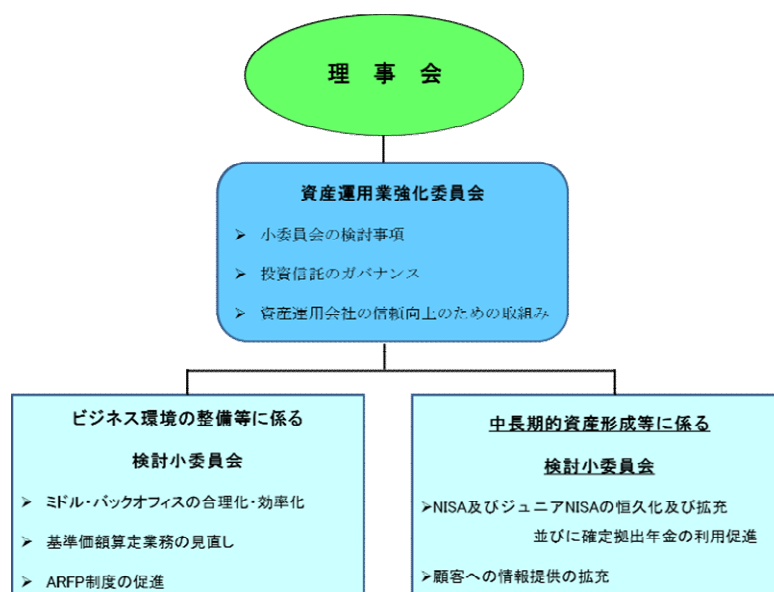 理 事 会
資産運用業強化委員会
➢ 小委員会の検討事項
➢ 投資信託のガバナンス
➢ 資産運用会社の信頼向上のための取組み
ビジネス環境の整備等に係る
検討小委員会
➢ ミドル・バックオフィスの合理化・効率化
➢ 基準価額算定業務の見直し
➢ ARFP制度の促進
中長期的資産形成等に係る
検討小委員会
➢NISA及びジュニアNISAの恒久化及び拡充
並びに確定拠出年金の利用促進
➢顧客への情報提供の拡充